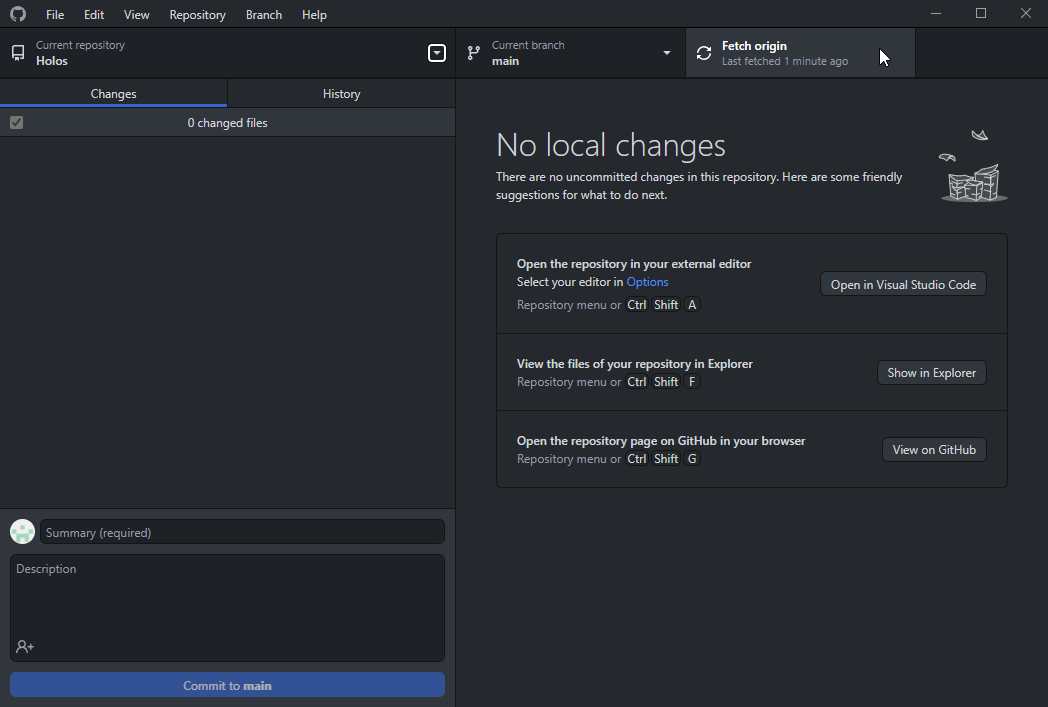 File Edit View Repository Branch Help
Current repository
Holos
Current branch
main
Fetch origin
Last fetched 1 minute ago
Changes
History
0 changed files
No local changes
There are no uncommitted changes in this repository. Here are some friendly
suggestions for what to do next.
Open the repository in your external editor
Select your editor in Options
Repository menu or Ctrl Shift A
Open in Visual Studio Code
View the files of your repository in Explorer
Repository menu or Ctrl Shift F
Show in Explorer
Open the repository page on GitHub in your browser
Repository menu or Ctrl Shift G
View on GitHub
Summary (required)
Description
Commit to main